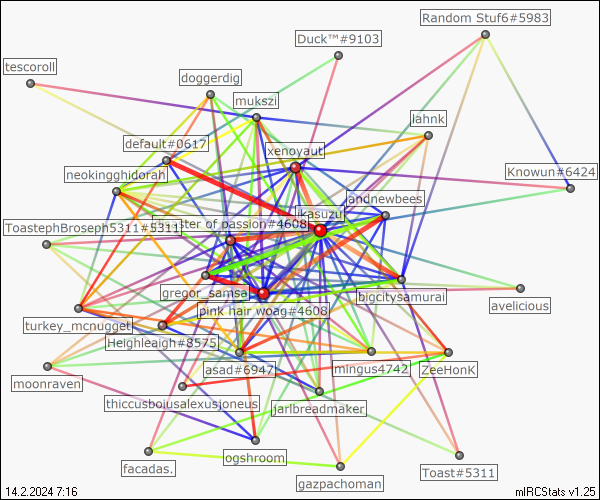 Random Stuf6#5983
Duck™#9103
tescoroll
doggerdig
mukszi
lahnk
default#0617
xenoyaut
neokingghidorah
Knowun#6424
andnewbees
ikasuzu
ToastephBroseph5311#5311
ster of passion#4608
gregor_samsa
bigcitysamurai
avelicious
pink hair woag#4608
turkey_mcnugget
Heighleaigh#8575
asad#6947
mingus4742
ZeeHonK
moonraven
thiccusboiusalexusjoneus
jarlbreadmaker
ogshroom
facadas.
Toast#5311
gazpachoman
14.2.2024 7:16
mIRCStats v1.25